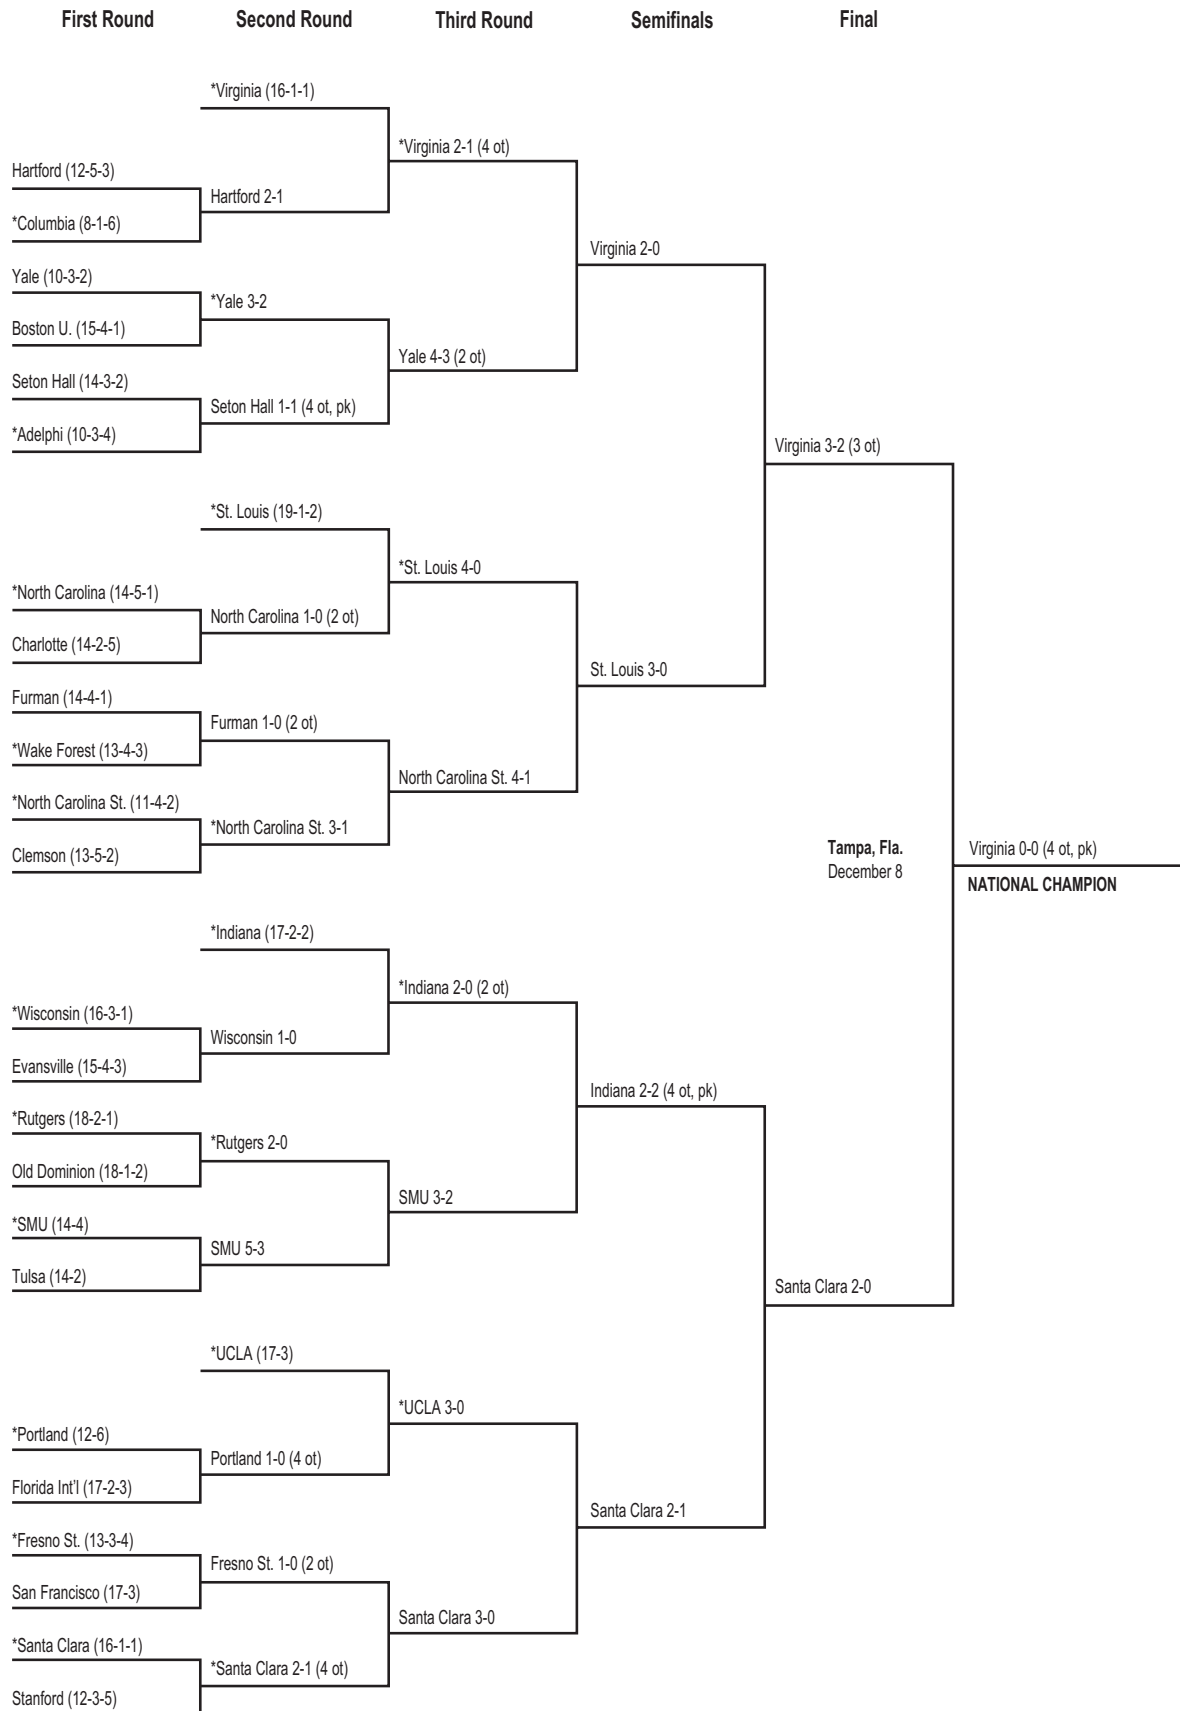 First Round
Second Round
Third Round
Semifinals
Final
*Virginia (16-1-1)
*Virginia 2-1 (4 ot)
Hartford (12-5-3)
Hartford 2-1
*Columbia (8-1-6)
Virginia 2-0
Yale (10-3-2)
*Yale 3-2
Boston U. (15-4-1)
Yale 4-3 (2 ot)
Seton Hall (14-3-2)
Seton Hall 1-1 (4 ot, pk)
*Adelphi (10-3-4)
Virginia 3-2 (3 ot)
*St. Louis (19-1-2)
*St. Louis 4-0
*North Carolina (14-5-1)
North Carolina 1-0 (2 ot)
Charlotte (14-2-5)
St. Louis 3-0
Furman (14-4-1)
Furman 1-0 (2 ot)
*Wake Forest (13-4-3)
North Carolina St. 4-1
*North Carolina St. (11-4-2)
*North Carolina St. 3-1
Clemson (13-5-2)
Tampa, Fla.
December 8
Virginia 0-0 (4 ot, pk)
NATIONAL CHAMPION
*Indiana (17-2-2)
*Indiana 2-0 (2 ot)
*Wisconsin (16-3-1)
Wisconsin 1-0
Evansville (15-4-3)
Indiana 2-2 (4 ot, pk)
*Rutgers (18-2-1)
*Rutgers 2-0
Old Dominion (18-1-2)
SMU 3-2
*SMU (14-4)
SMU 5-3
Tulsa (14-2)
Santa Clara 2-0
*UCLA (17-3)
*UCLA 3-0
*Portland (12-6)
Portland 1-0 (4 ot)
Florida Int'l (17-2-3)
Santa Clara 2-1
*Fresno St. (13-3-4)
Fresno St. 1-0 (2 ot)
San Francisco (17-3)
Santa Clara 3-0
*Santa Clara (16-1-1)
*Santa Clara 2-1 (4 ot)
Stanford (12-3-5)